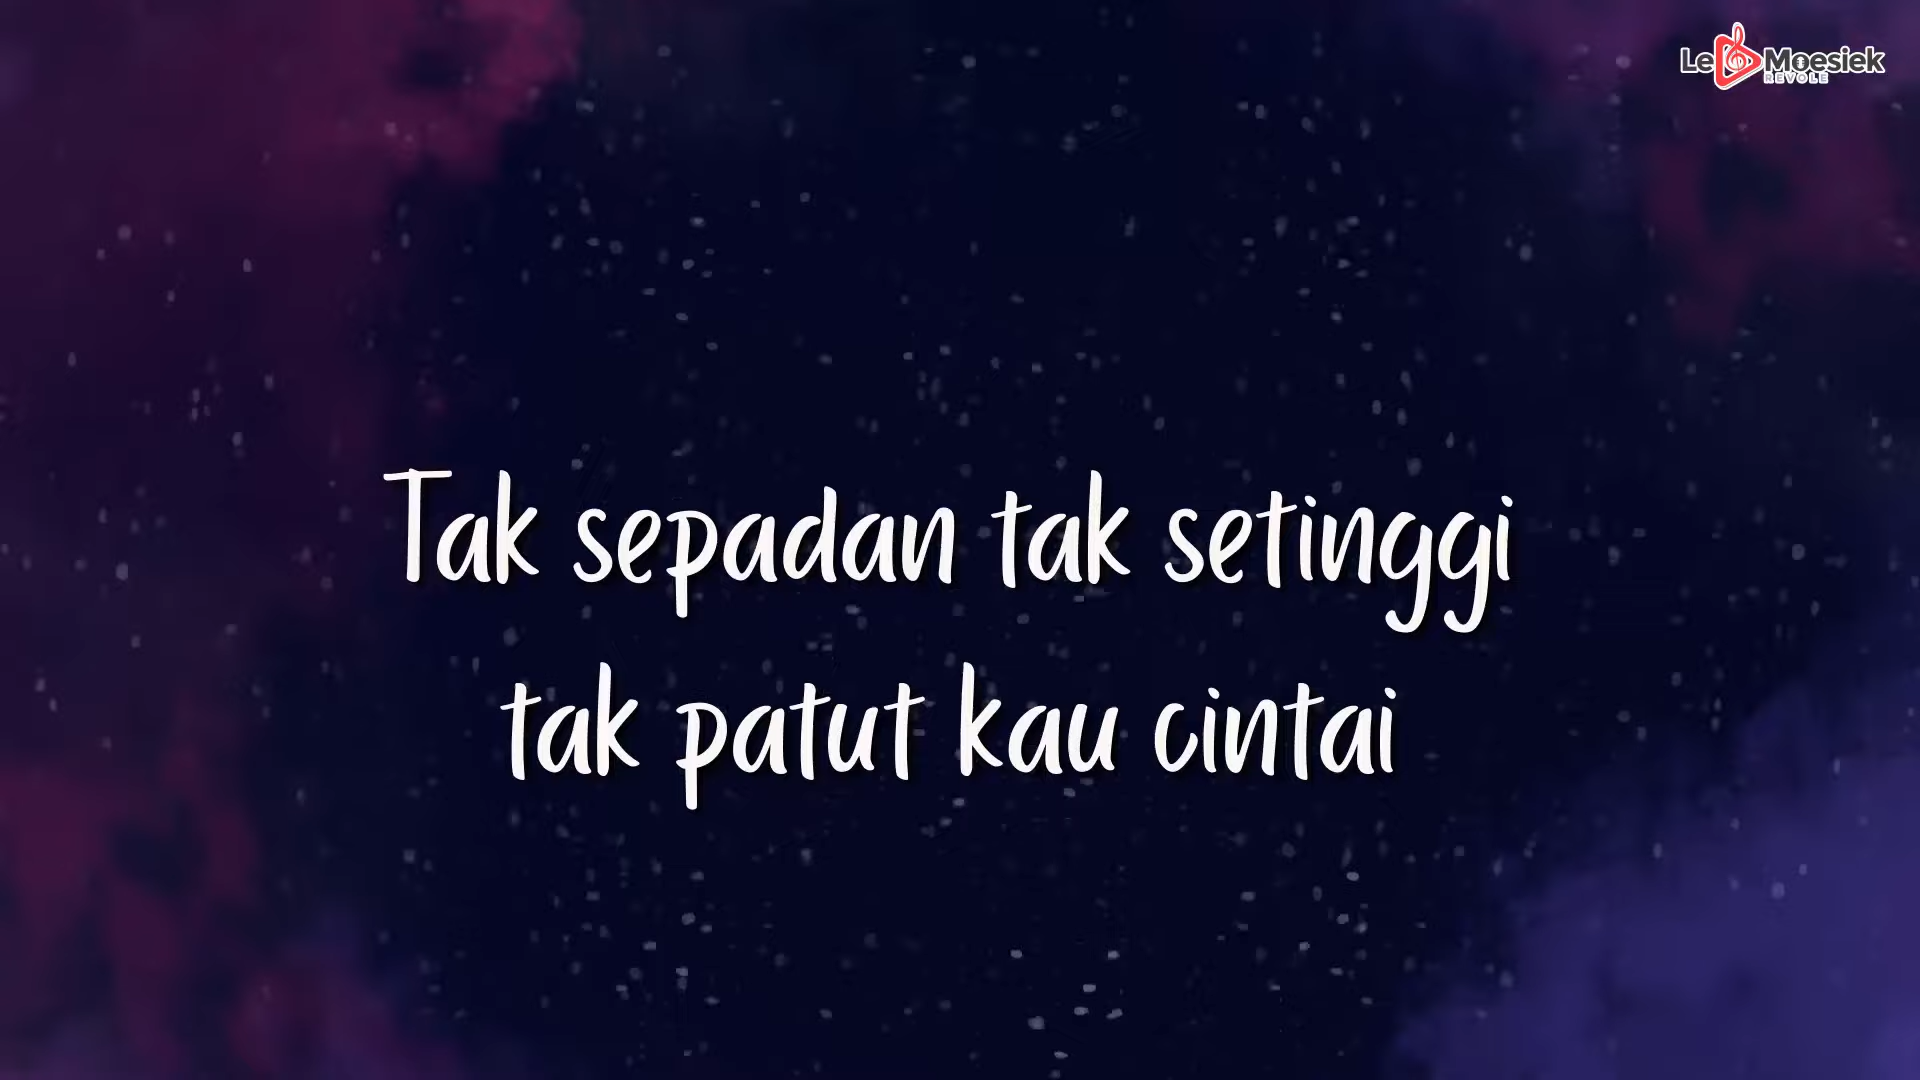 Le Moesiek
REVOLE
Tak sepadan tak setinggi
tak patut kau cintai